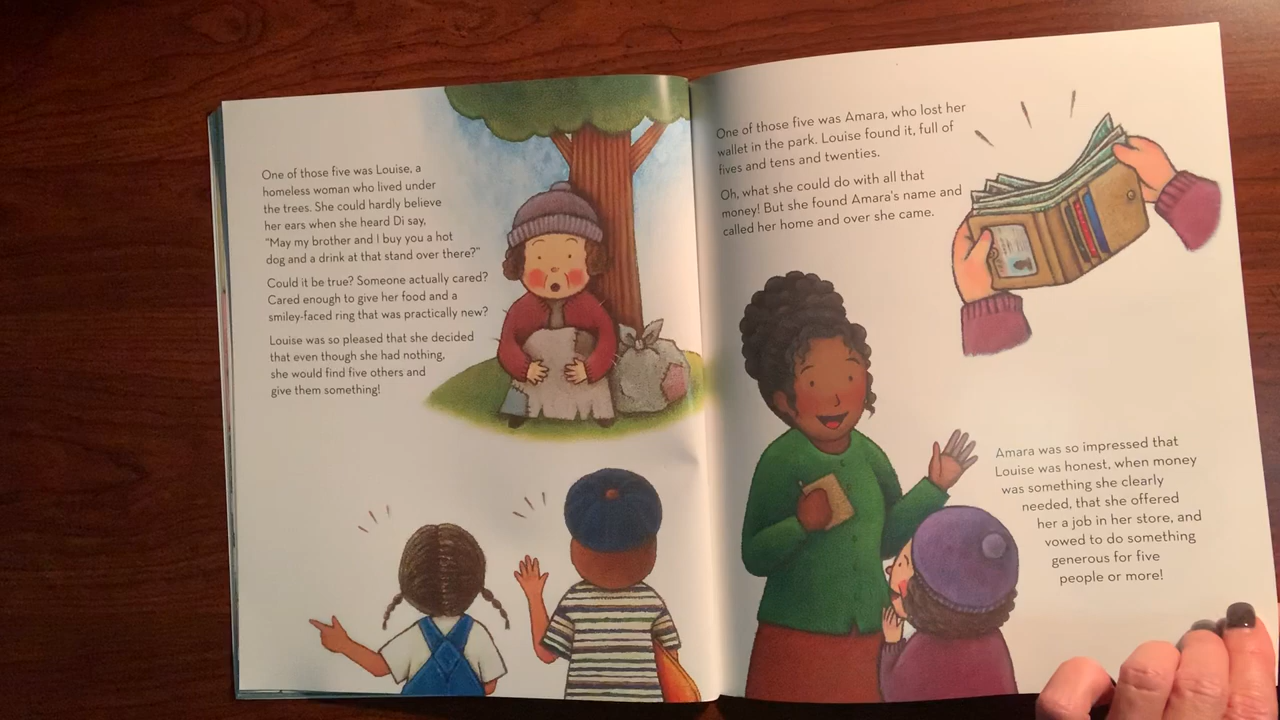 One of those five was Louise, a
homeless woman who lived under
the trees. She could hardly believe
her ears when she heard Di say,
"May my brother and I buy you a hot
dog and a drink at that stand over there?"
Could it be true? Someone actually cared?
Cared enough to give her food and a
smiley-faced ring that was practically new?
Louise was so pleased that she decided
that even though she had nothing,
she would find five others and
give them something!
One of those five was Amara, who lost her
wallet in the park. Louise found it, full of
fives and tens and twenties.
Oh, what she could do with all that
money! But she found Amara's name and
called her home and over she came.
Amara was so impressed that
Louise was honest, when money
was something she clearly
needed, that she offered
her a job in her store, and
vowed to do something
generous for five
people or more!